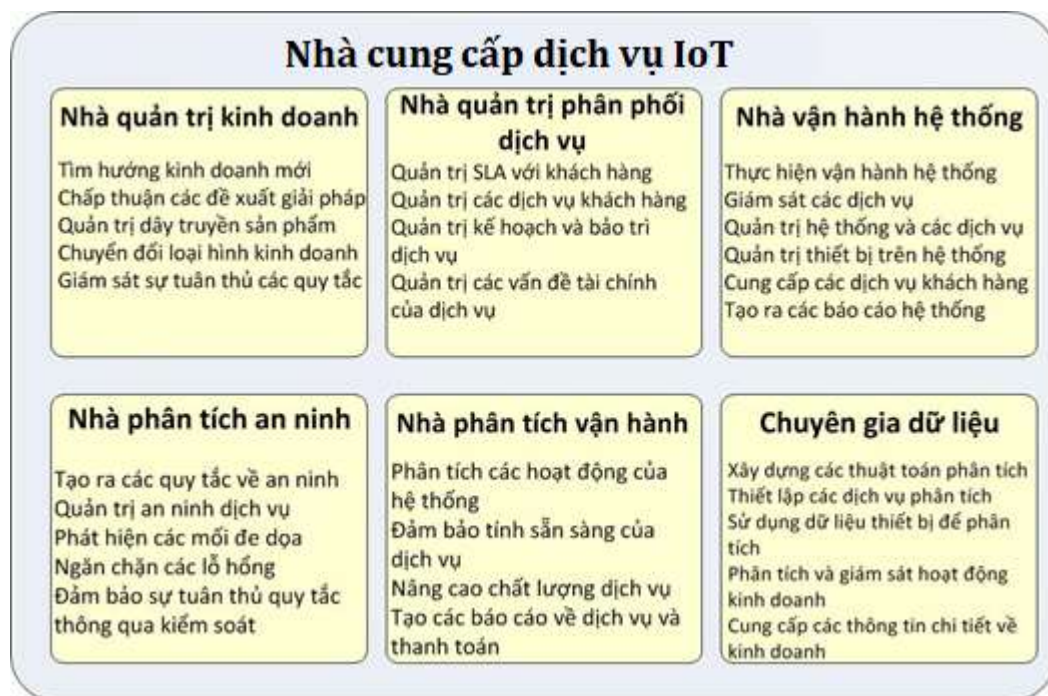 Nhà cung cấp dịch vụ IoT
Nhà quản trị kinh doanh
Tìm hướng kinh doanh mới
Chấp thuận các đề xuất giải pháp
Quản trị dây truyền sản phẩm
Chuyển đổi loại hình kinh doanh
Giám sát sự tuân thủ các quy tắc
Nhà quản trị phân phối
dịch vụ
Quản trị SLA với khách hàng
Quản trị các dịch vụ khách hàng
Quản trị kế hoạch và bảo trì
dịch vụ
Quản trị các vấn đề tài chính
của dịch vụ
Nhà vận hành hệ thống
Thực hiện vận hành hệ thống
Giám sát các dịch vụ
Quản trị hệ thống và các dịch vụ
Quản trị thiết bị trên hệ thống
Cung cấp các dịch vụ khách hàng
Tạo ra các báo cáo hệ thống
Nhà phân tích an ninh
Tạo ra các quy tắc về an ninh
Quản trị an ninh dịch vụ
Phát hiện các mối đe dọa
Ngăn chặn các lỗ hổng
Đảm bảo sự tuân thủ quy tắc
thông qua kiểm soát
Nhà phân tích vận hành
Phân tích các hoạt động của
hệ thống
Đảm bảo tính sẵn sàng của
dịch vụ
Nâng cao chất lượng dịch vụ
Tạo các báo cáo về dịch vụ và
thanh toán
Chuyên gia dữ liệu
Xây dựng các thuật toán phân tích
Thiết lập các dịch vụ phân tích
Sử dụng dữ liệu thiết bị để phân
tích
Phân tích và giám sát hoạt động
kinh doanh
Cung cấp các thông tin chi tiết về
kinh doanh